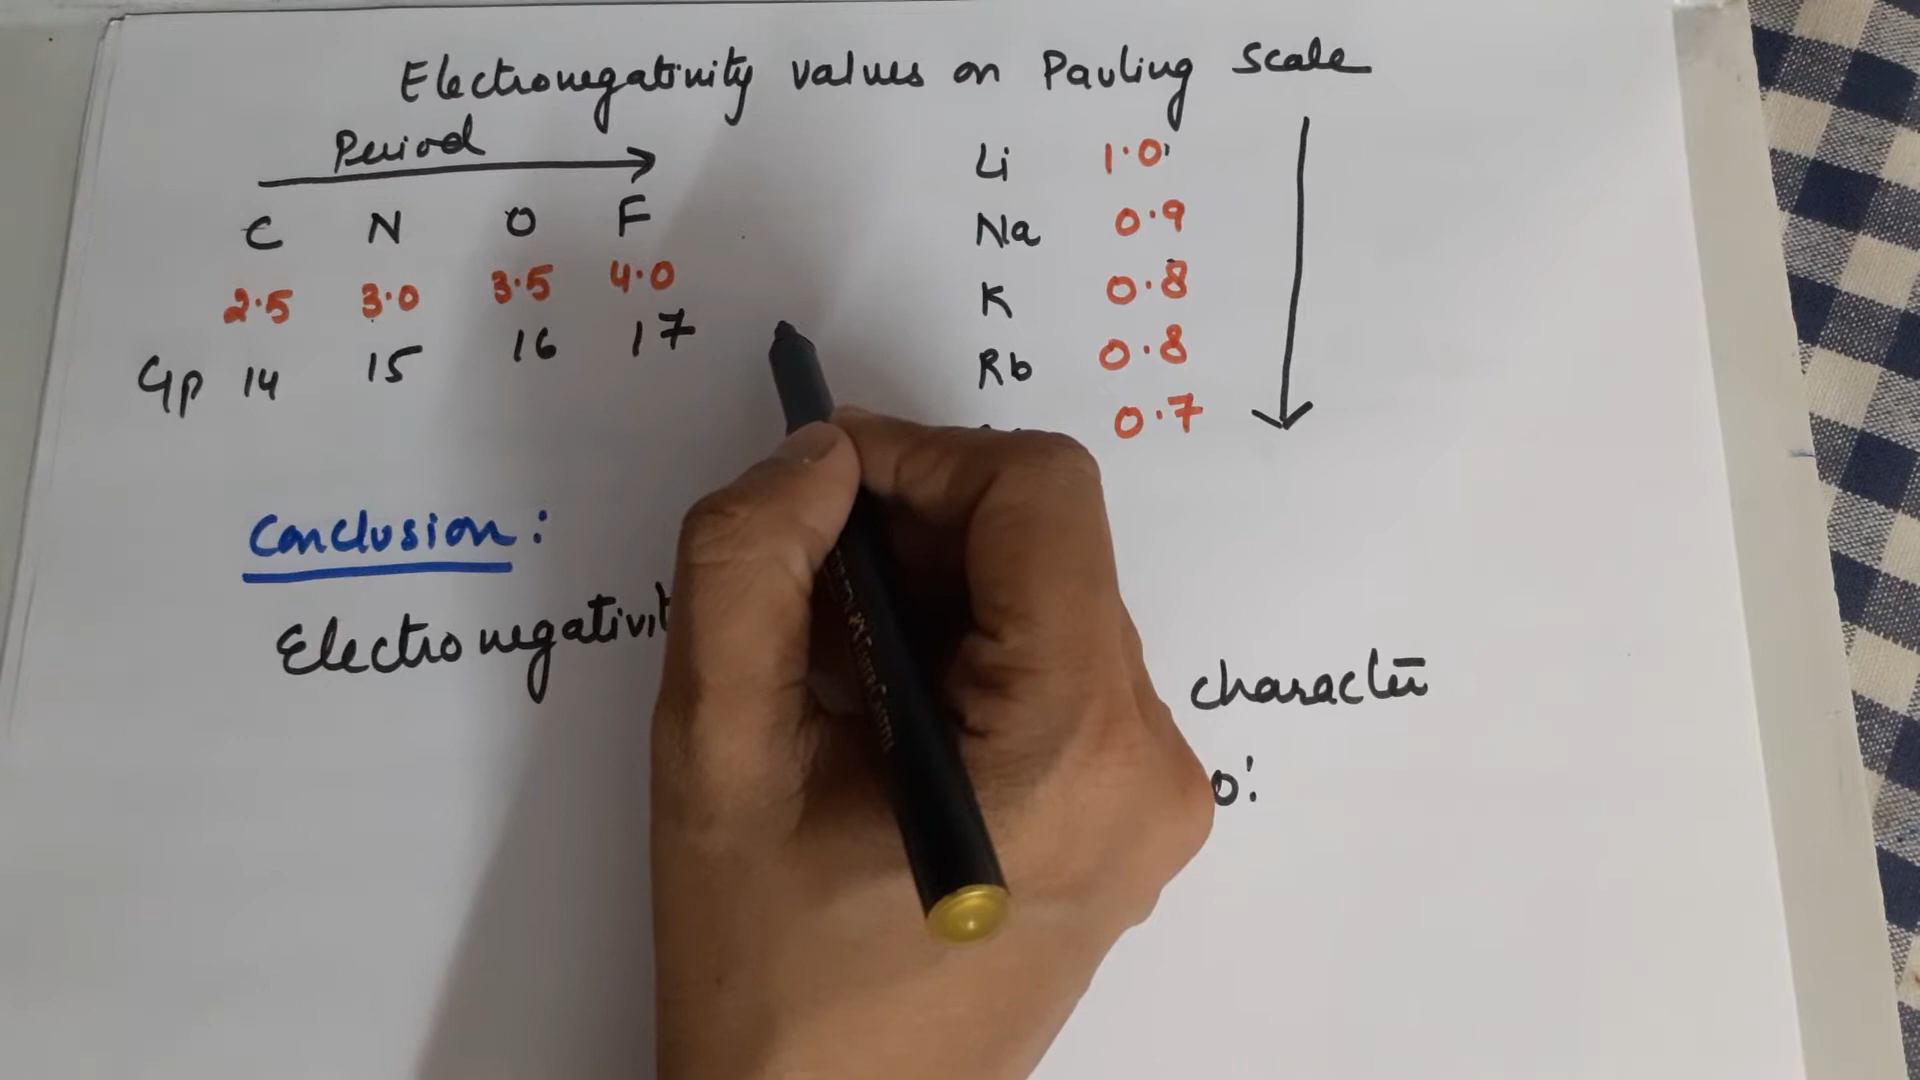 Electronegativity values on Pauling Scale
Period
C N O F
2.5 3.0 3.5 4.0
Gp 14 15 16 17
Li 1.0
Na 0.9
K 0.8
Rb 0.8
0.7
Conclusion:
Electronegativit
character